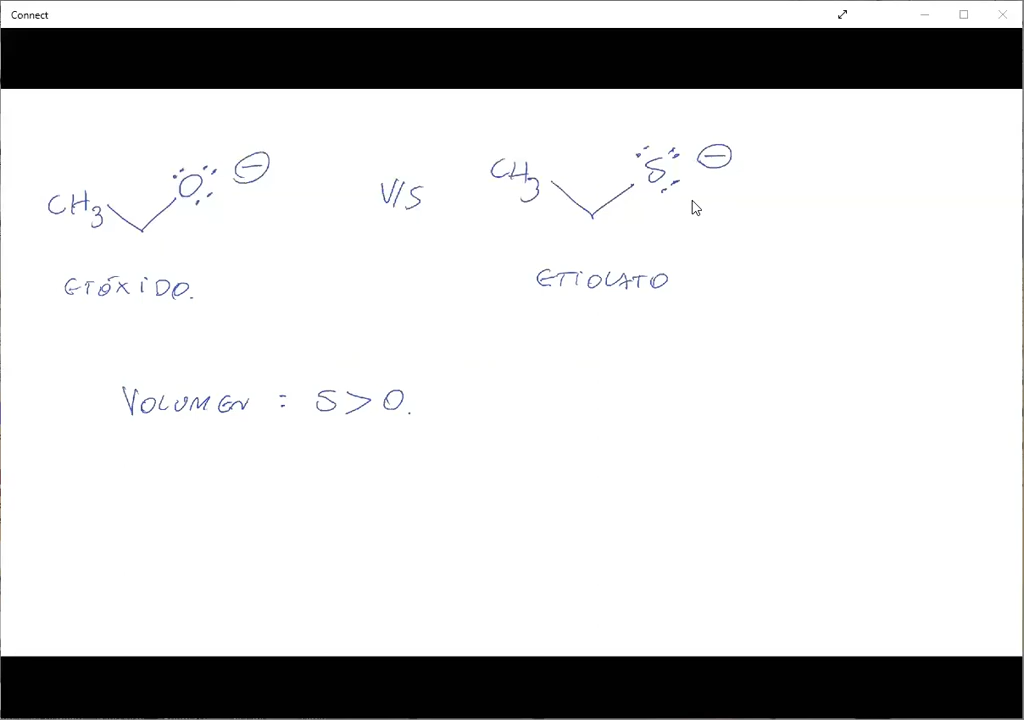 Connect
CH3 O − V/S CH3 S −
ETÓXIDO. ETIOLATO
VOLUMEN : S > O.